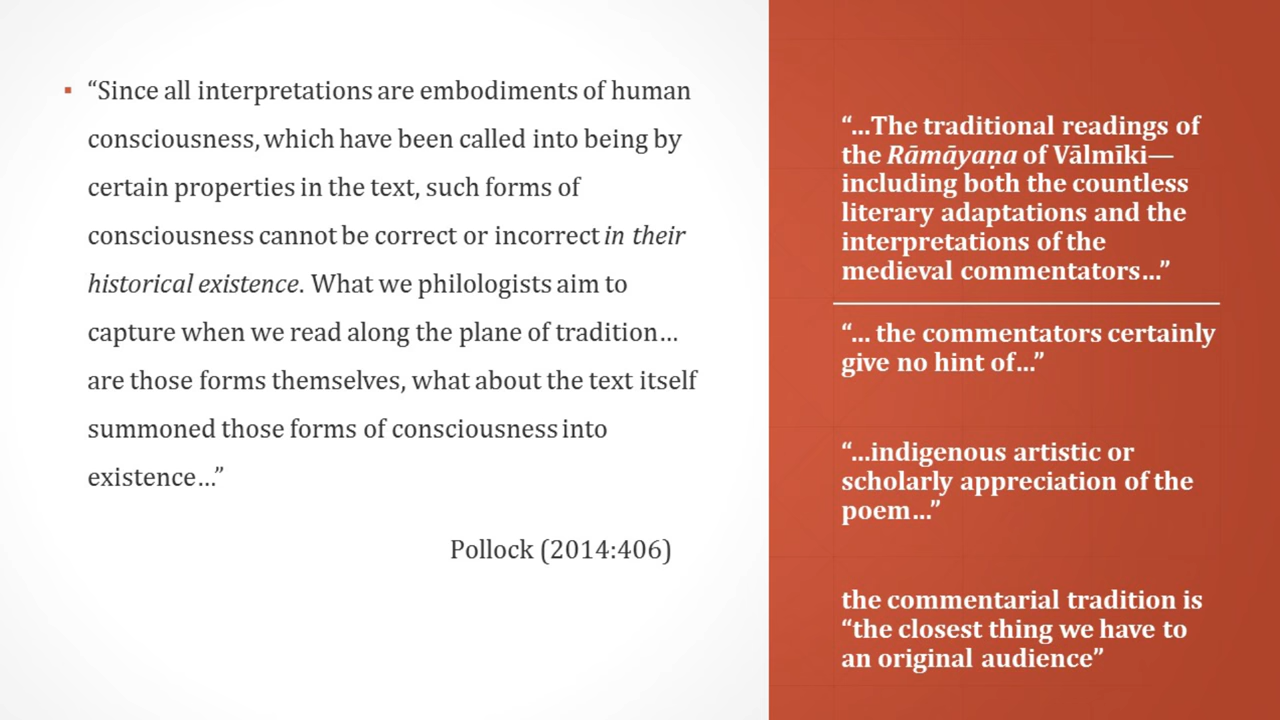 ▪ “Since all interpretations are embodiments of human
consciousness, which have been called into being by
certain properties in the text, such forms of
consciousness cannot be correct or incorrect in their
historical existence. What we philologists aim to
capture when we read along the plane of tradition…
are those forms themselves, what about the text itself
summoned those forms of consciousness into
existence…”
Pollock (2014:406)
“…The traditional readings of
the Rāmāyaṇa of Vālmīki—
including both the countless
literary adaptations and the
interpretations of the
medieval commentators…”
“… the commentators certainly
give no hint of…”
“…indigenous artistic or
scholarly appreciation of the
poem…”
the commentarial tradition is
“the closest thing we have to
an original audience”